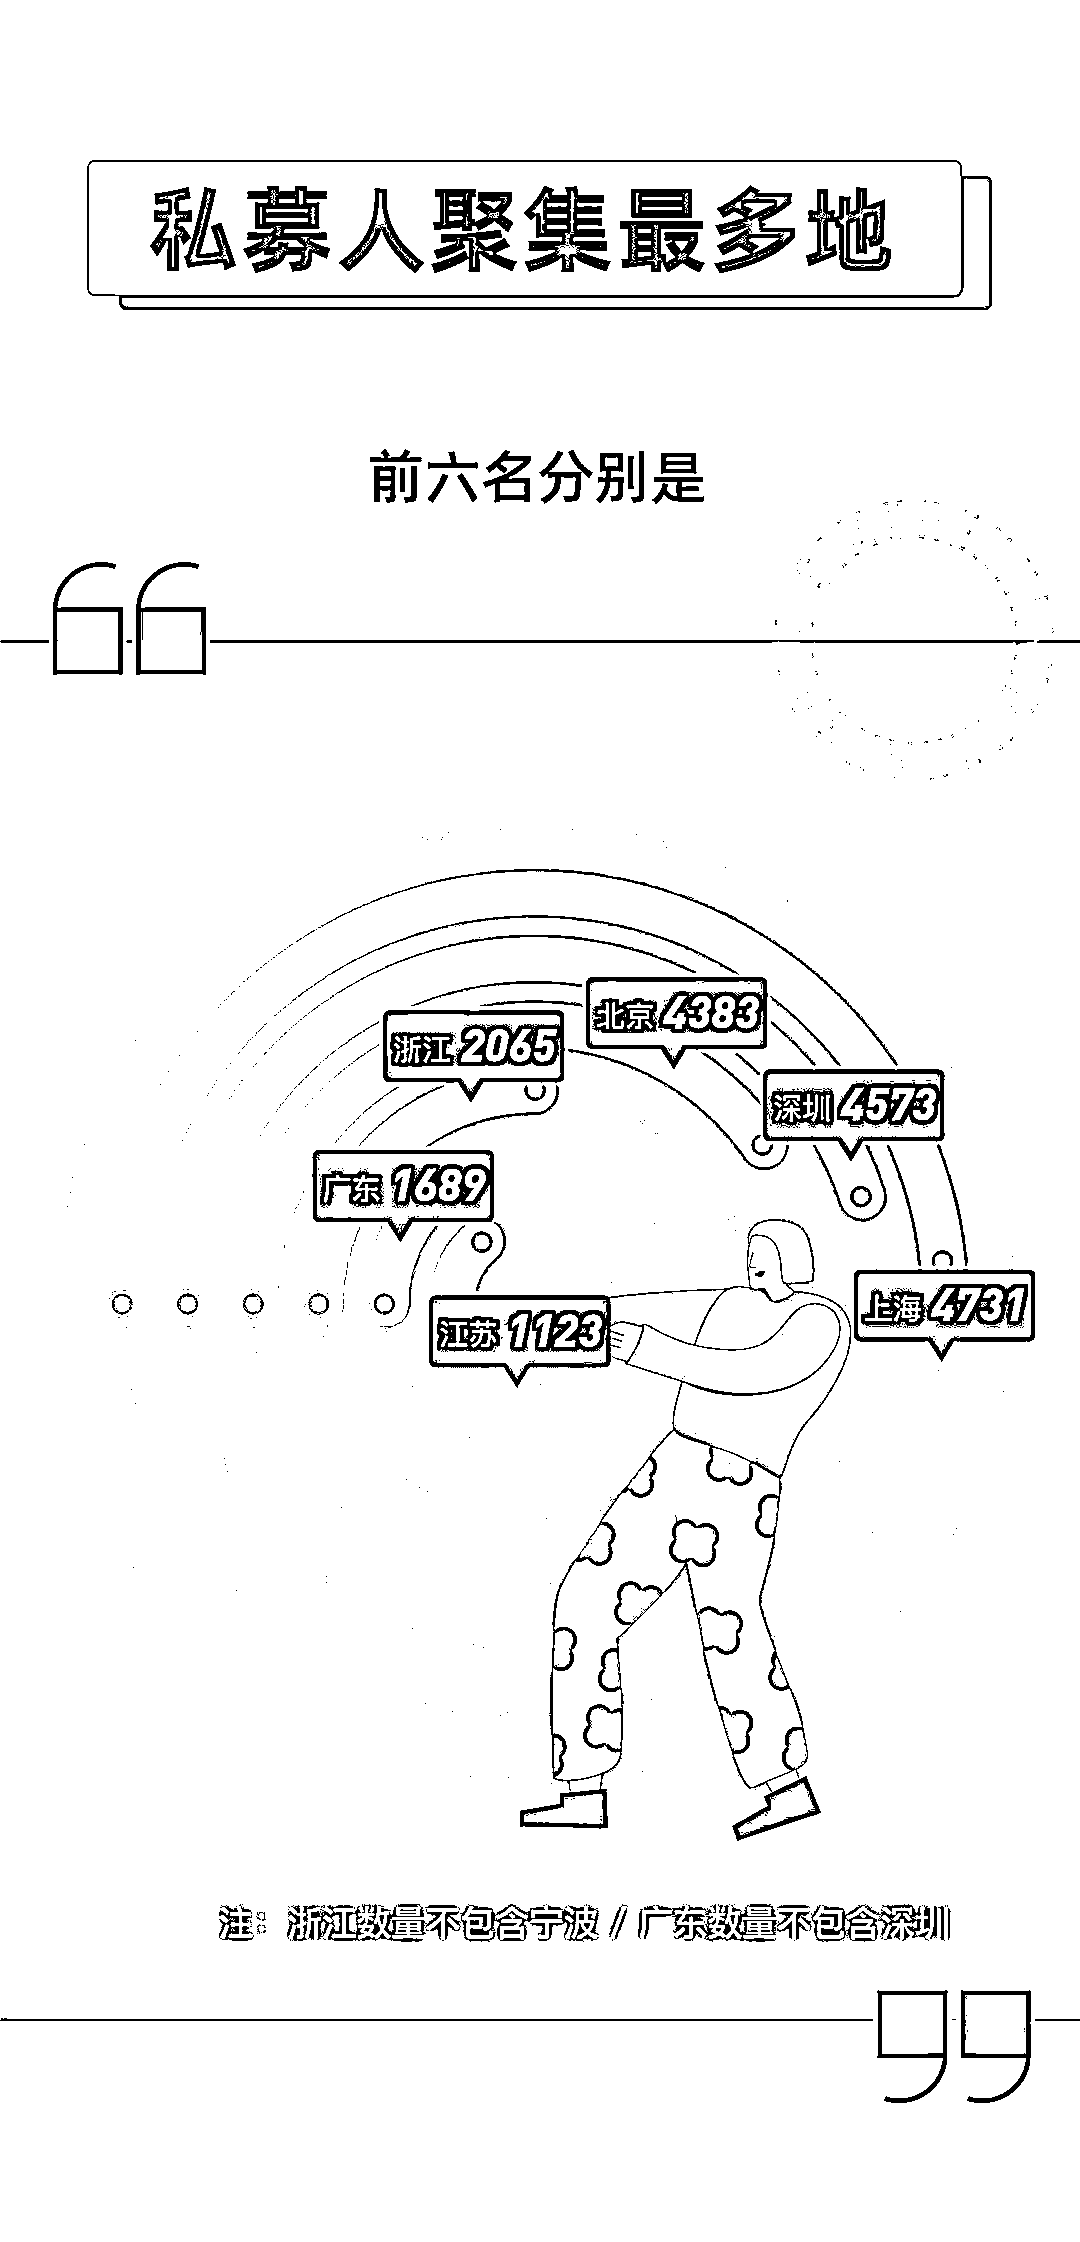 私募人聚集最多地
前六名分别是
北京 4383
浙江 2065
深圳 4573
广东 1689
上海 4731
江苏 1123
注：浙江数量不包含宁波 / 广东数量不包含深圳